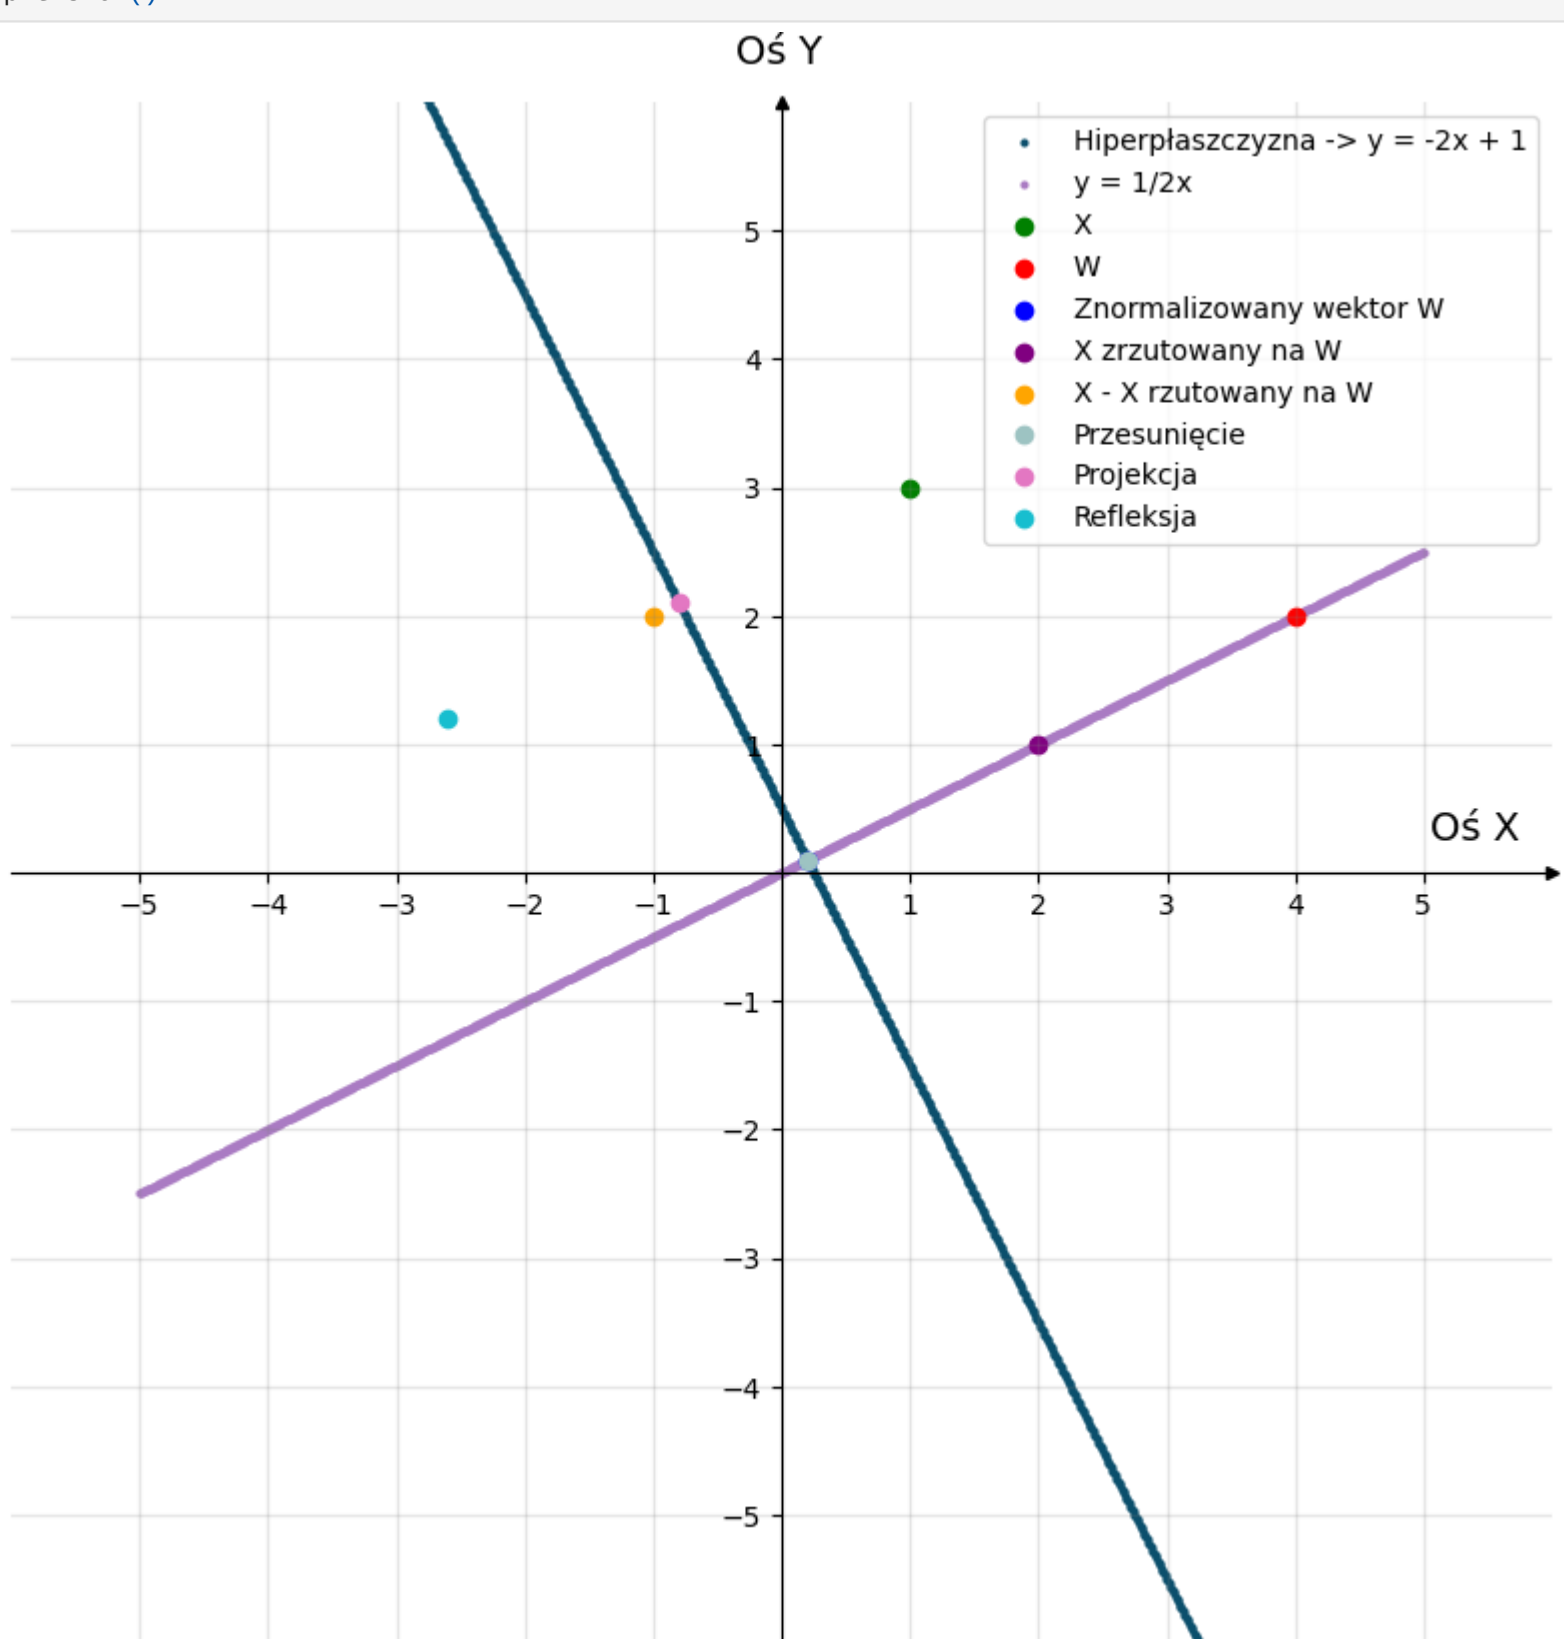 Oś Y
Hiperpłaszczyzna -> y = -2x + 1
y = 1/2x
X
W
Znormalizowany wektor W
X zrzutowany na W
X - X rzutowany na W
Przesunięcie
Projekcja
Refleksja
5
4
3
2
1
Oś X
−5 −4 −3 −2 −1 1 2 3 4 5
−1
−2
−3
−4
−5